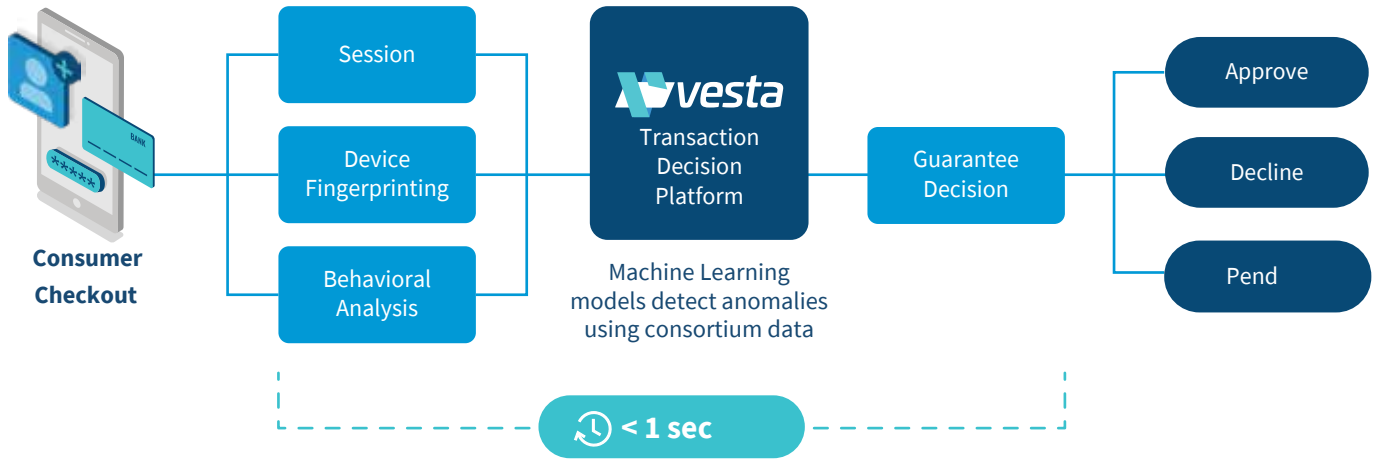 BANK
*****
Consumer
Checkout
Session
Device
Fingerprinting
Behavioral
Analysis
vesta
Transaction
Decision
Platform
Machine Learning
models detect anomalies
using consortium data
Guarantee
Decision
Approve
Decline
Pend
< 1 sec